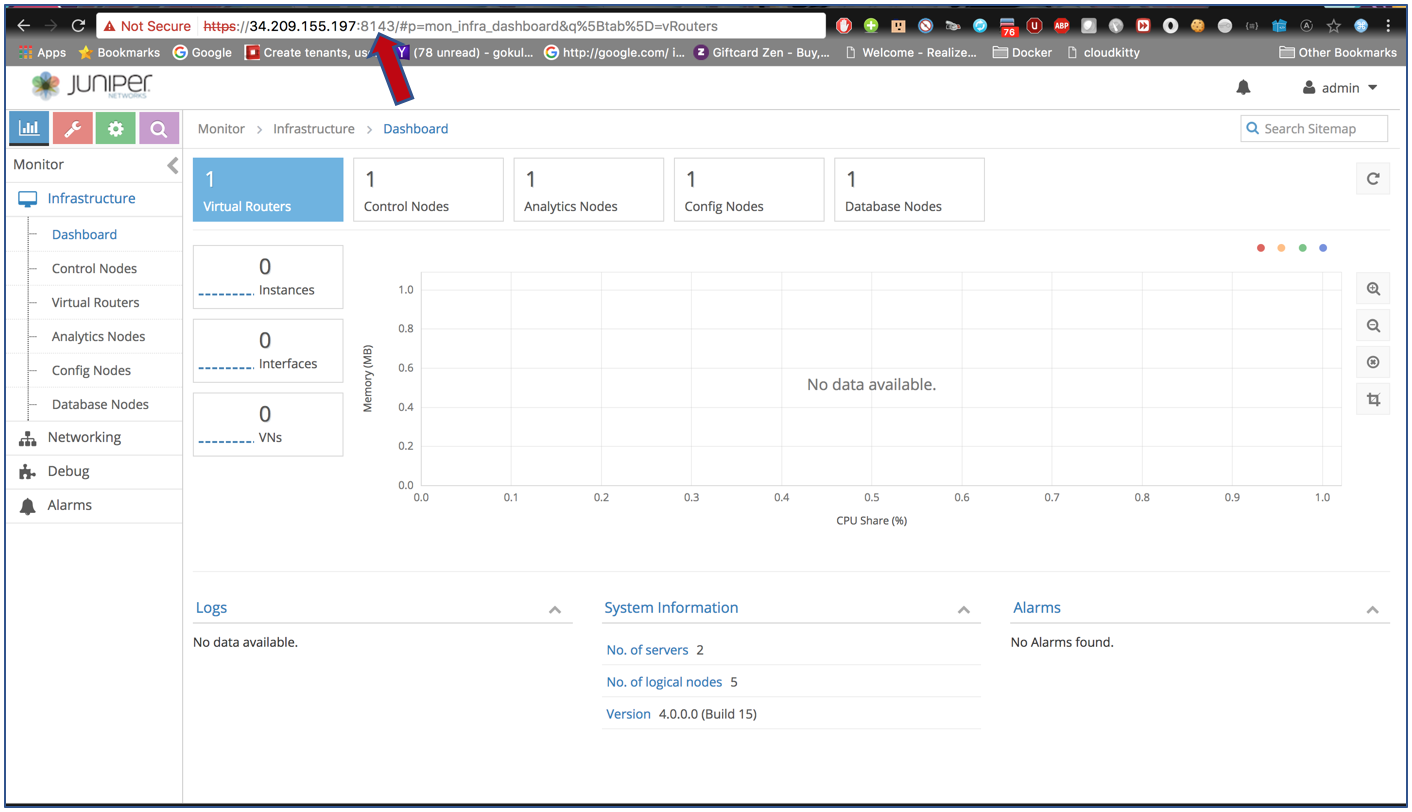 Not Secure https://34.209.155.197:8143/#p=mon_infra_dashboard&q%5Btab%5D=vRouters
76 U ABP
Apps Bookmarks Google Create tenants, us Y (78 unread) - gokul... G http://google.com/ i... Z Giftcard Zen - Buy,... Welcome - Realize... Docker cloudkitty Other Bookmarks
JUNIPER
NETWORKS
admin
Monitor > Infrastructure > Dashboard
Search Sitemap
Monitor
Infrastructure
Dashboard
Control Nodes
Virtual Routers
Analytics Nodes
Config Nodes
Database Nodes
Networking
Debug
Alarms
1
Virtual Routers
1
Control Nodes
1
Analytics Nodes
1
Config Nodes
1
Database Nodes
0
Instances
0
Interfaces
0
VNs
Memory (MB)
1.0
0.8
0.6
0.4
0.2
0.0
No data available.
0.0 0.1 0.2 0.3 0.4 0.5 0.6 0.7 0.8 0.9 1.0
CPU Share (%)
Logs
No data available.
System Information
No. of servers 2
No. of logical nodes 5
Version 4.0.0.0 (Build 15)
Alarms
No Alarms found.